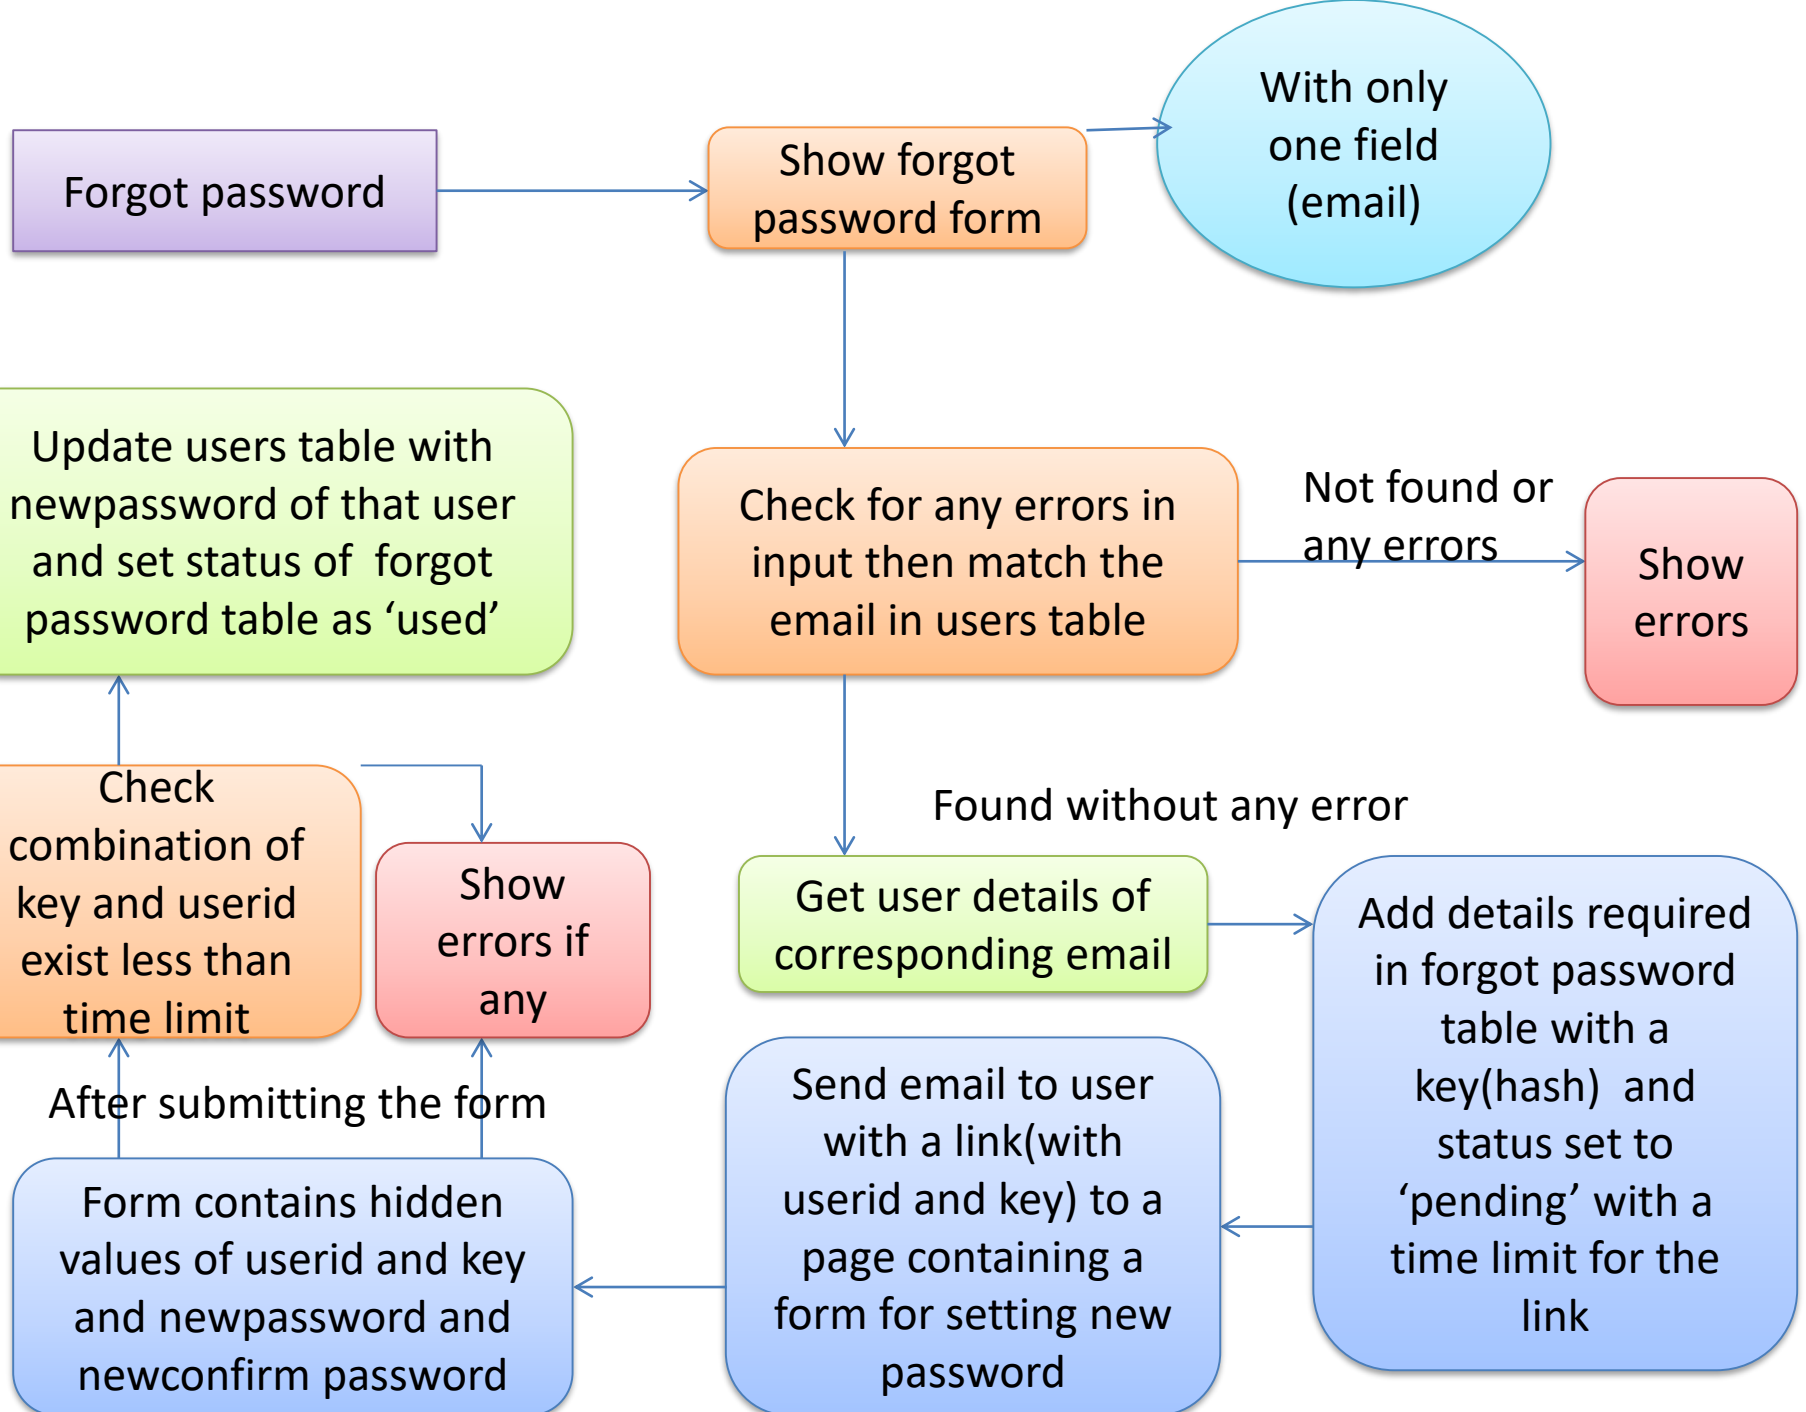 Forgot password
Show forgot
password form
With only
one field
(email)
Update users table with
newpassword of that user
and set status of  forgot
password table as ‘used’
Check for any errors in
input then match the
email in users table
Not found or
any errors
Show
errors
Found without any error
Check
combination of
key and userid
exist less than
time limit
Show
errors if
any
Get user details of
corresponding email
Add details required
in forgot password
table with a
key(hash)  and
status set to
‘pending’ with a
time limit for the
link
After submitting the form
Send email to user
with a link(with
userid and key) to a
page containing a
form for setting new
password
Form contains hidden
values of userid and key
and newpassword and
newconfirm password